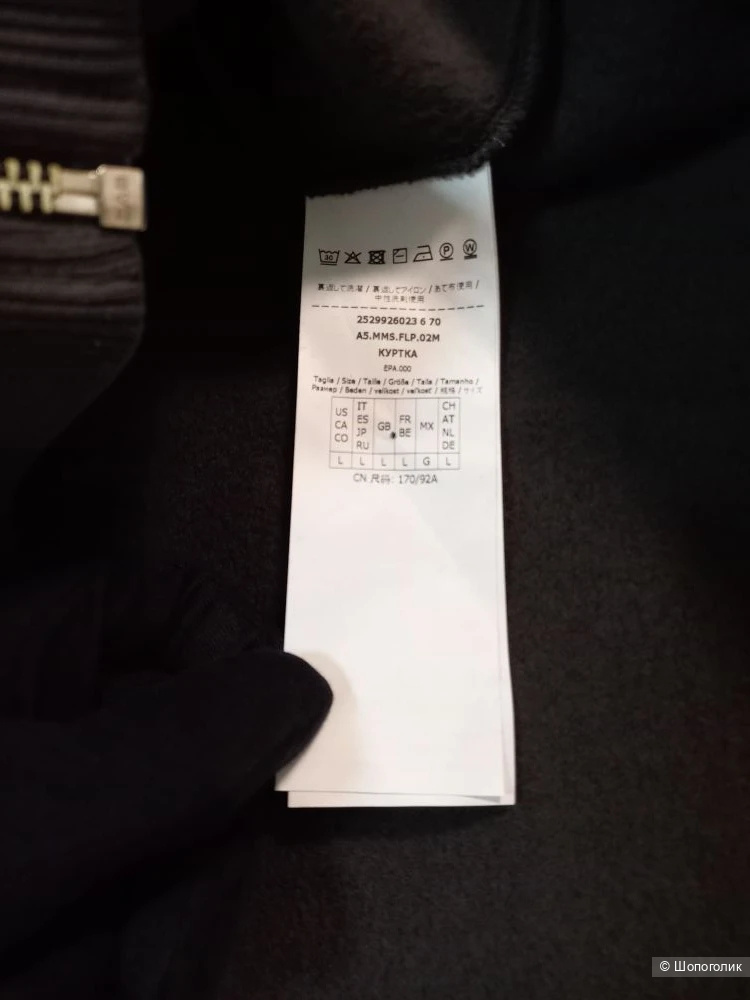 30
P
W
裏返して洗濯 / 裏返してアイロン / あて布使用 /
中性洗剤使用
2529926023 6 70
A5.MMS.FLP.02M
КУРТКА
EPA.000
Taglia / Size / Taille / Größe / Talla / Tamanho /
Размер / Beden / velikost / veľkosť / 规格 / サイズ
US CA CO IT ES JP RU GB FR BE MX CH AT NL DE
L L L L G L
CN 尺码: 170/92A
© Шопоголик